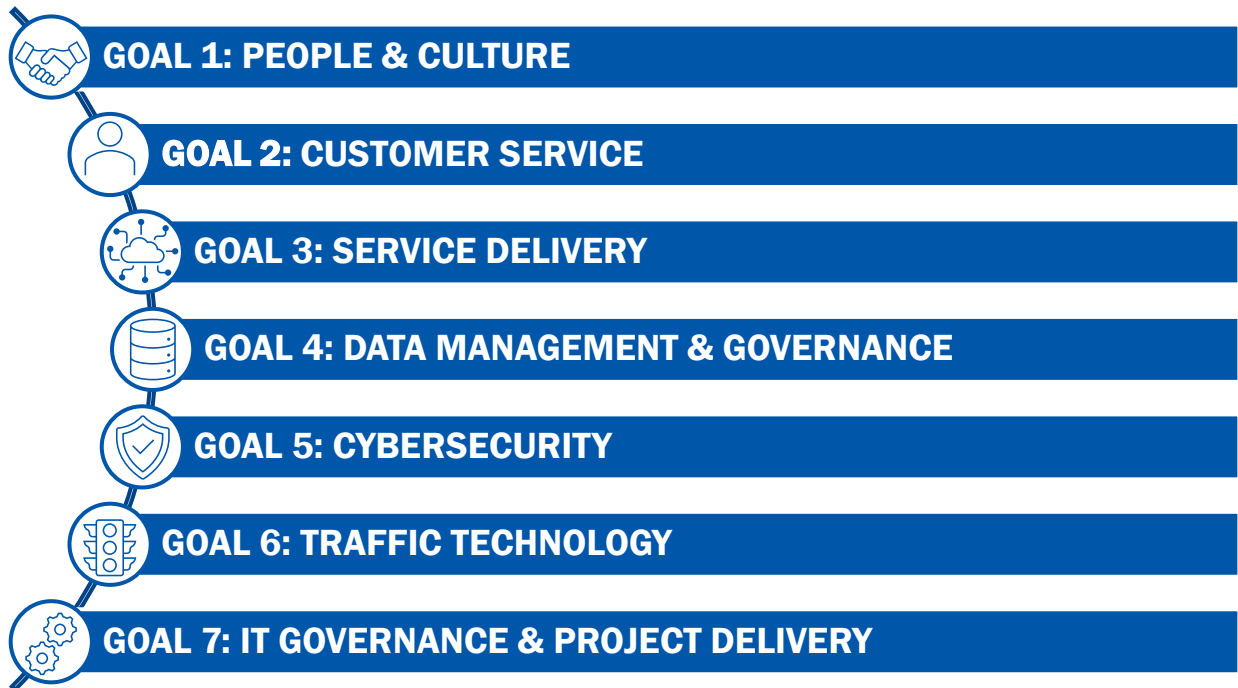 GOAL 1: PEOPLE & CULTURE
GOAL 2: CUSTOMER SERVICE
GOAL 3: SERVICE DELIVERY
GOAL 4: DATA MANAGEMENT & GOVERNANCE
GOAL 5: CYBERSECURITY
GOAL 6: TRAFFIC TECHNOLOGY
GOAL 7: IT GOVERNANCE & PROJECT DELIVERY